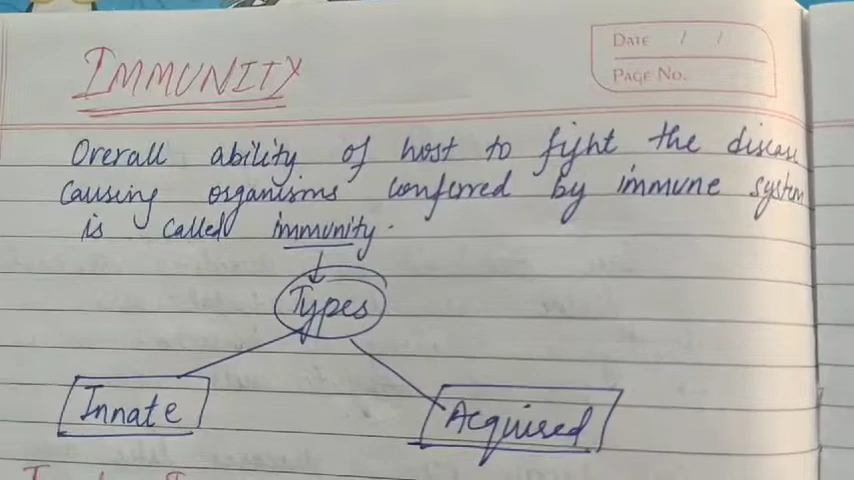 IMMUNITY
DATE / /
PAGE NO.
Overall ability of host to fight the disease
causing organisms conferred by immune system
is called immunity.
Types
Innate
Acquired